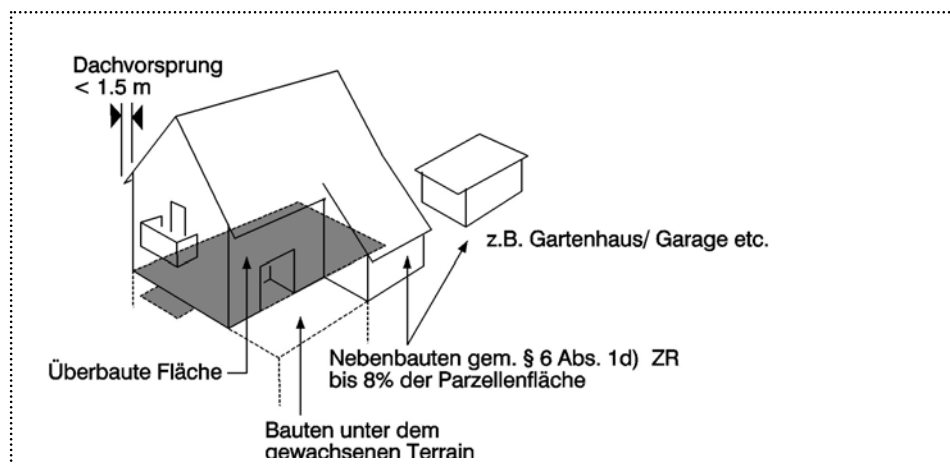 Dachvorsprung
< 1.5 m
z.B. Gartenhaus/ Garage etc.
Überbaute Fläche
Nebenbauten gem. § 6 Abs. 1d) ZR
bis 8% der Parzellenfläche
Bauten unter dem
gewachsenen Terrain